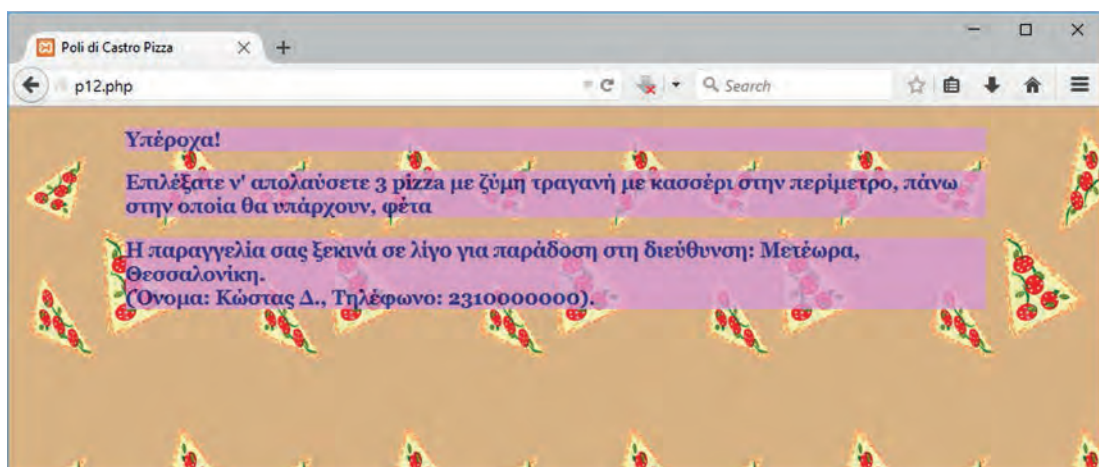 Poli di Castro Pizza
p12.php
Search
Υπέροχα!
Επιλέξατε ν' απολαύσετε 3 pizza με ζύμη τραγανή με κασσέρι στην περίμετρο, πάνω
στην οποία θα υπάρχουν, φέτα
Η παραγγελία σας ξεκινά σε λίγο για παράδοση στη διεύθυνση: Μετέωρα,
Θεσσαλονίκη.
(Όνομα: Κώστας Δ., Τηλέφωνο: 2310000000).